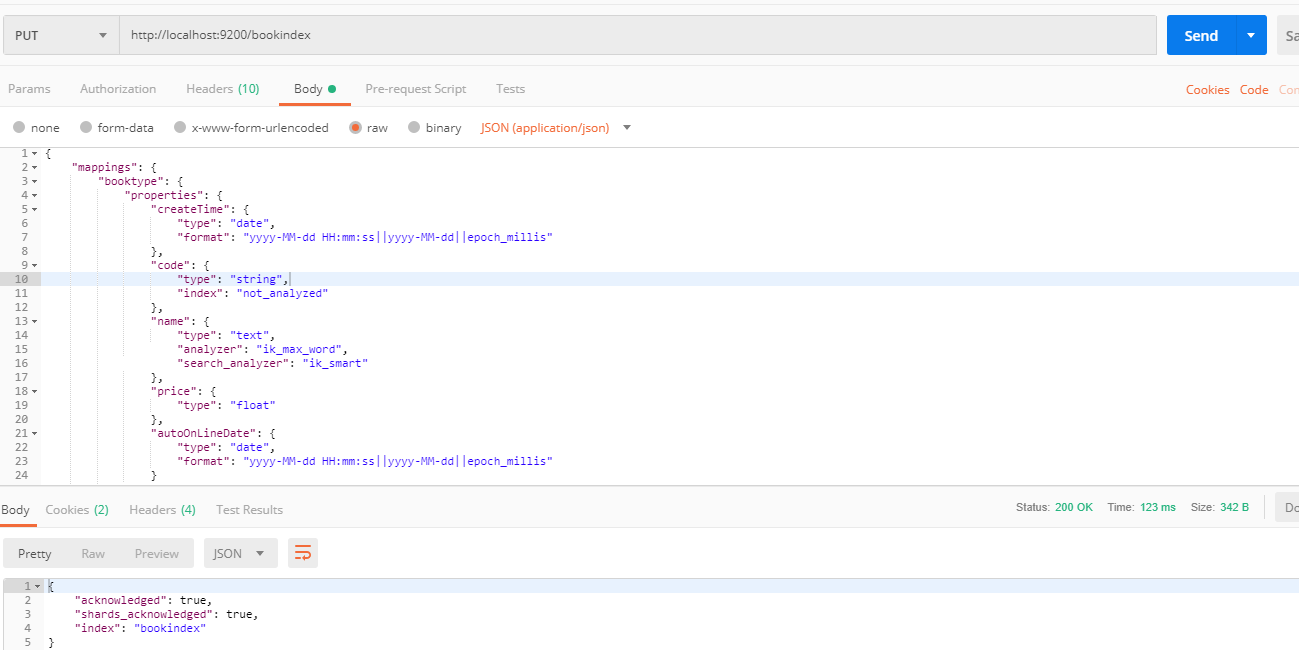 PUT http://localhost:9200/bookindex Send Sa
Params Authorization Headers (10) Body Pre-request Script Tests Cookies Code Com
none form-data x-www-form-urlencoded raw binary JSON (application/json)
1 {
2 "mappings": {
3 "booktype": {
4 "properties": {
5 "createTime": {
6 "type": "date",
7 "format": "yyyy-MM-dd HH:mm:ss||yyyy-MM-dd||epoch_millis"
8 },
9 "code": {
10 "type": "string",
11 "index": "not_analyzed"
12 },
13 "name": {
14 "type": "text",
15 "analyzer": "ik_max_word",
16 "search_analyzer": "ik_smart"
17 },
18 "price": {
19 "type": "float"
20 },
21 "autoOnLineDate": {
22 "type": "date",
23 "format": "yyyy-MM-dd HH:mm:ss||yyyy-MM-dd||epoch_millis"
24 }
Body Cookies (2) Headers (4) Test Results Status: 200 OK Time: 123 ms Size: 342 B Do
Pretty Raw Preview JSON
1 {
2 "acknowledged": true,
3 "shards_acknowledged": true,
4 "index": "bookindex"
5 }